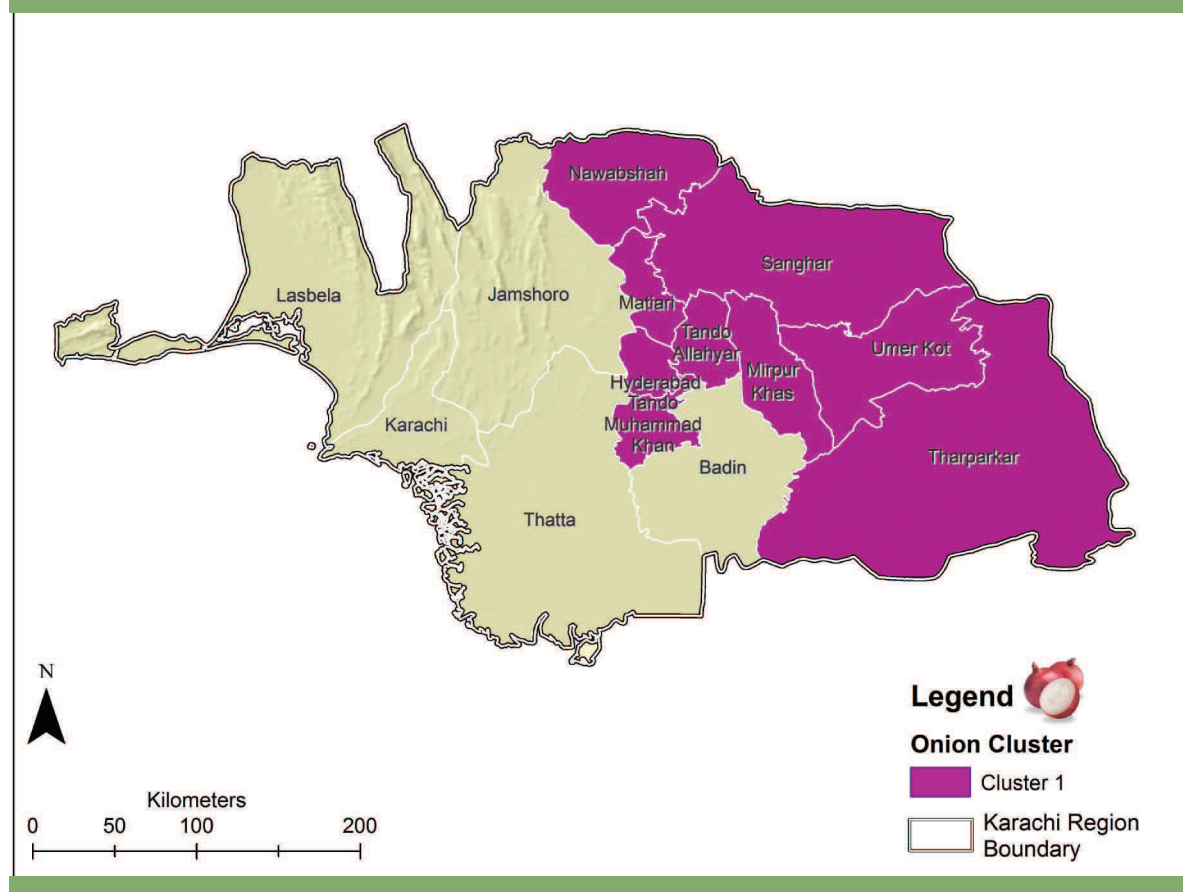 Nawabshah
Sanghar
Lasbela
Jamshoro
Matiari
Tando
Allahyar
Umer Kot
Mirpur
Khas
Hyderabad
Tando
Muhammad
Khan
Karachi
Tharparkar
Badin
Thatta
N
Legend
Onion Cluster
Cluster 1
Karachi Region
Boundary
Kilometers
0 50 100 200